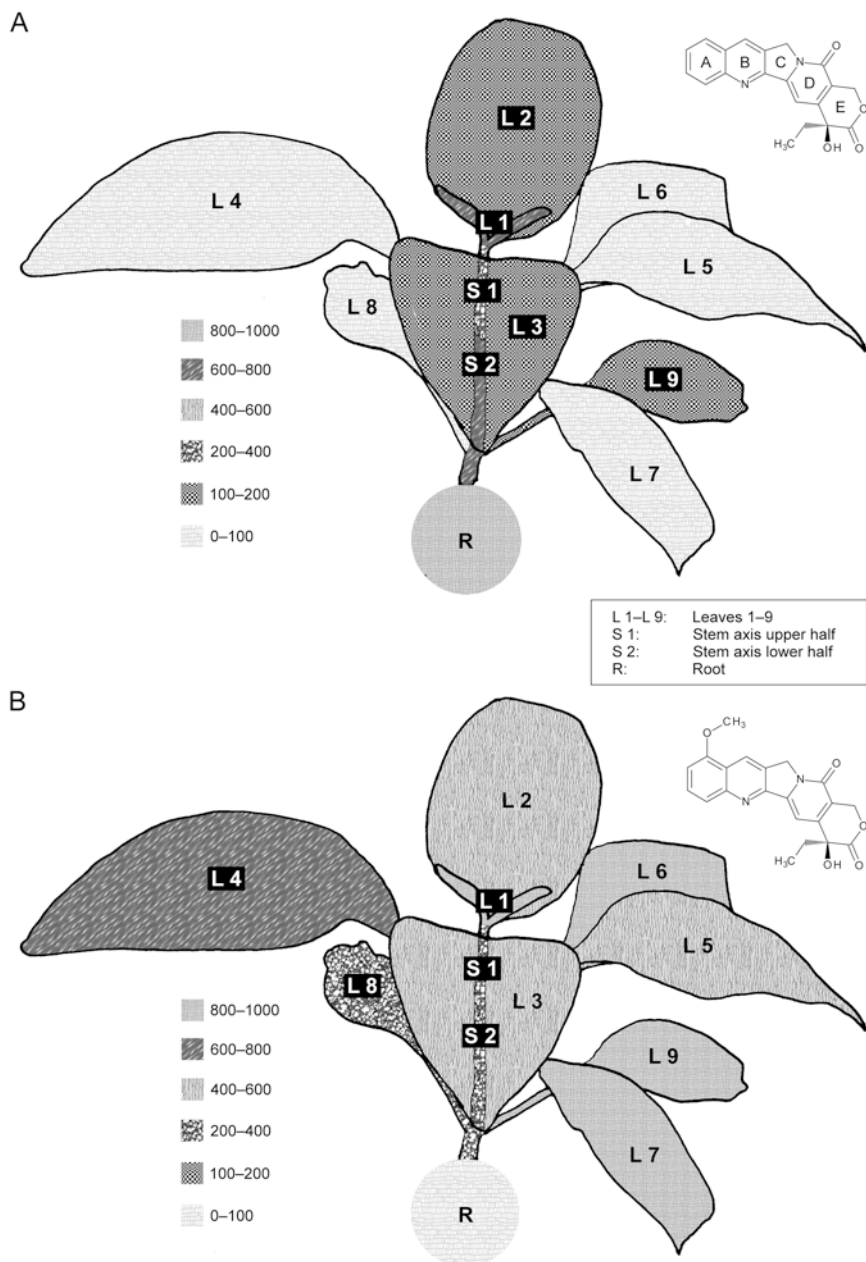 A
A B C N O
N D
E O
H₃C OH O
L 2
L 4
L 6
L 1
L 5
S 1
L 8
L 3
800–1000
S 2
600–800
L 9
400–600
200–400
L 7
100–200
R
0–100
L 1–L 9: Leaves 1–9
S 1: Stem axis upper half
S 2: Stem axis lower half
R: Root
B
O CH₃
N O
N
O
H₃C OH O
L 2
L 4
L 6
L 1
L 5
S 1
L 8
L 3
800–1000
S 2
600–800
L 9
400–600
200–400
L 7
100–200
R
0–100